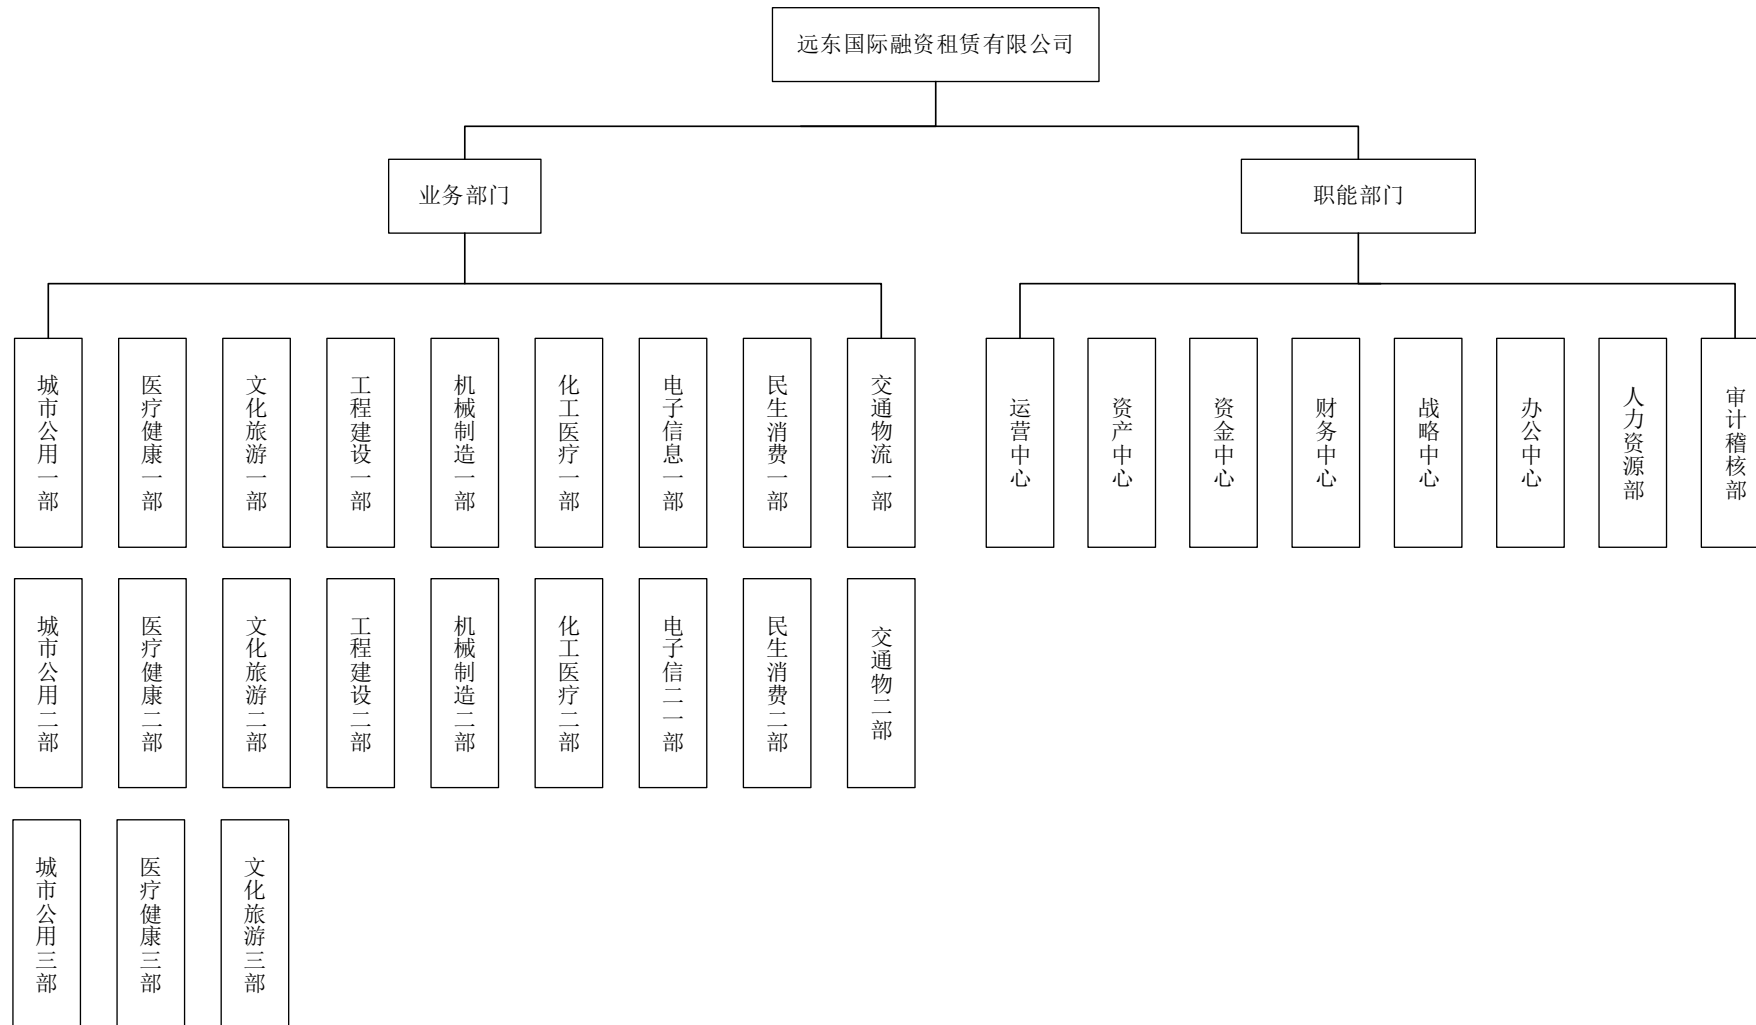 远东国际融资租赁有限公司
业务部门
职能部门
城市公用一部
医疗健康一部
文化旅游一部
工程建设一部
机械制造一部
化工医疗一部
电子信息一部
民生消费一部
交通物流一部
运营中心
资产中心
资金中心
财务中心
战略中心
办公中心
人力资源部
审计稽核部
城市公用二部
医疗健康二部
文化旅游二部
工程建设二部
机械制造二部
化工医疗二部
电子信二一部
民生消费二部
交通物二部
城市公用三部
医疗健康三部
文化旅游三部